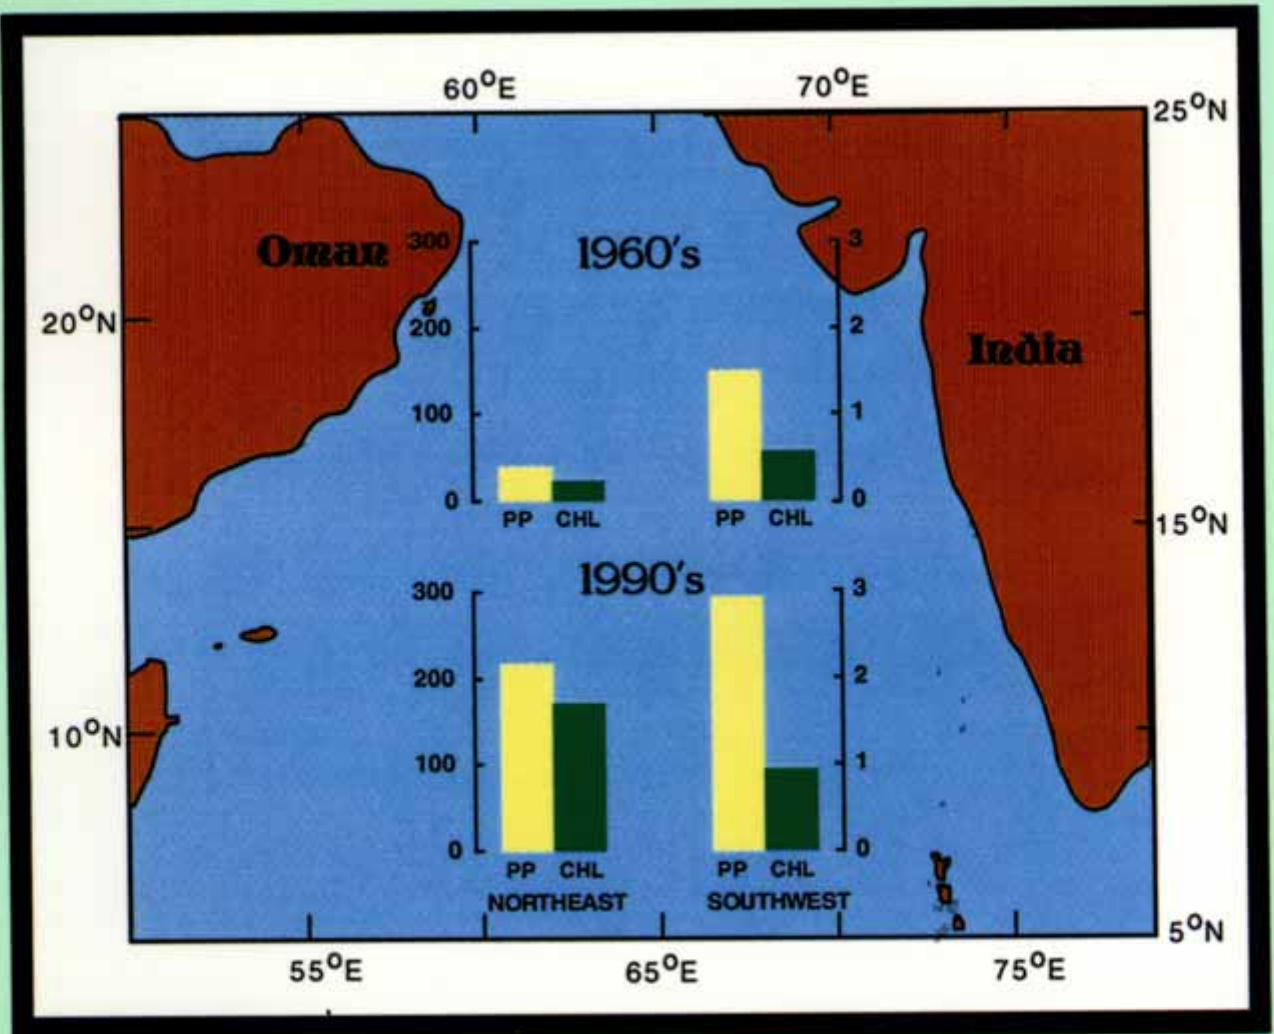 60°E 70°E
25°N
Oman 300 1960's 3
20°N
200 2
India
100 1
0 0
PP CHL PP CHL
15°N
1990's
300 3
200 2
10°N
100 1
0 0
PP CHL PP CHL
NORTHEAST SOUTHWEST
5°N
55°E 65°E 75°E